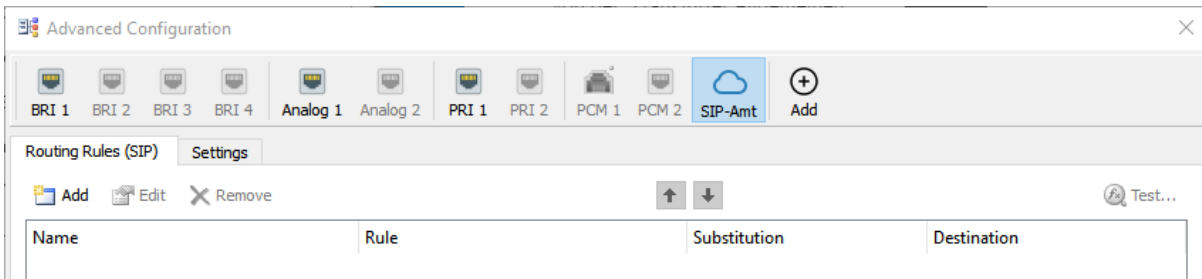 Advanced Configuration
BRI 1 BRI 2 BRI 3 BRI 4 Analog 1 Analog 2 PRI 1 PRI 2 PCM 1 PCM 2 SIP-Amt Add
Routing Rules (SIP) Settings
Add Edit Remove Test...
Name Rule Substitution Destination